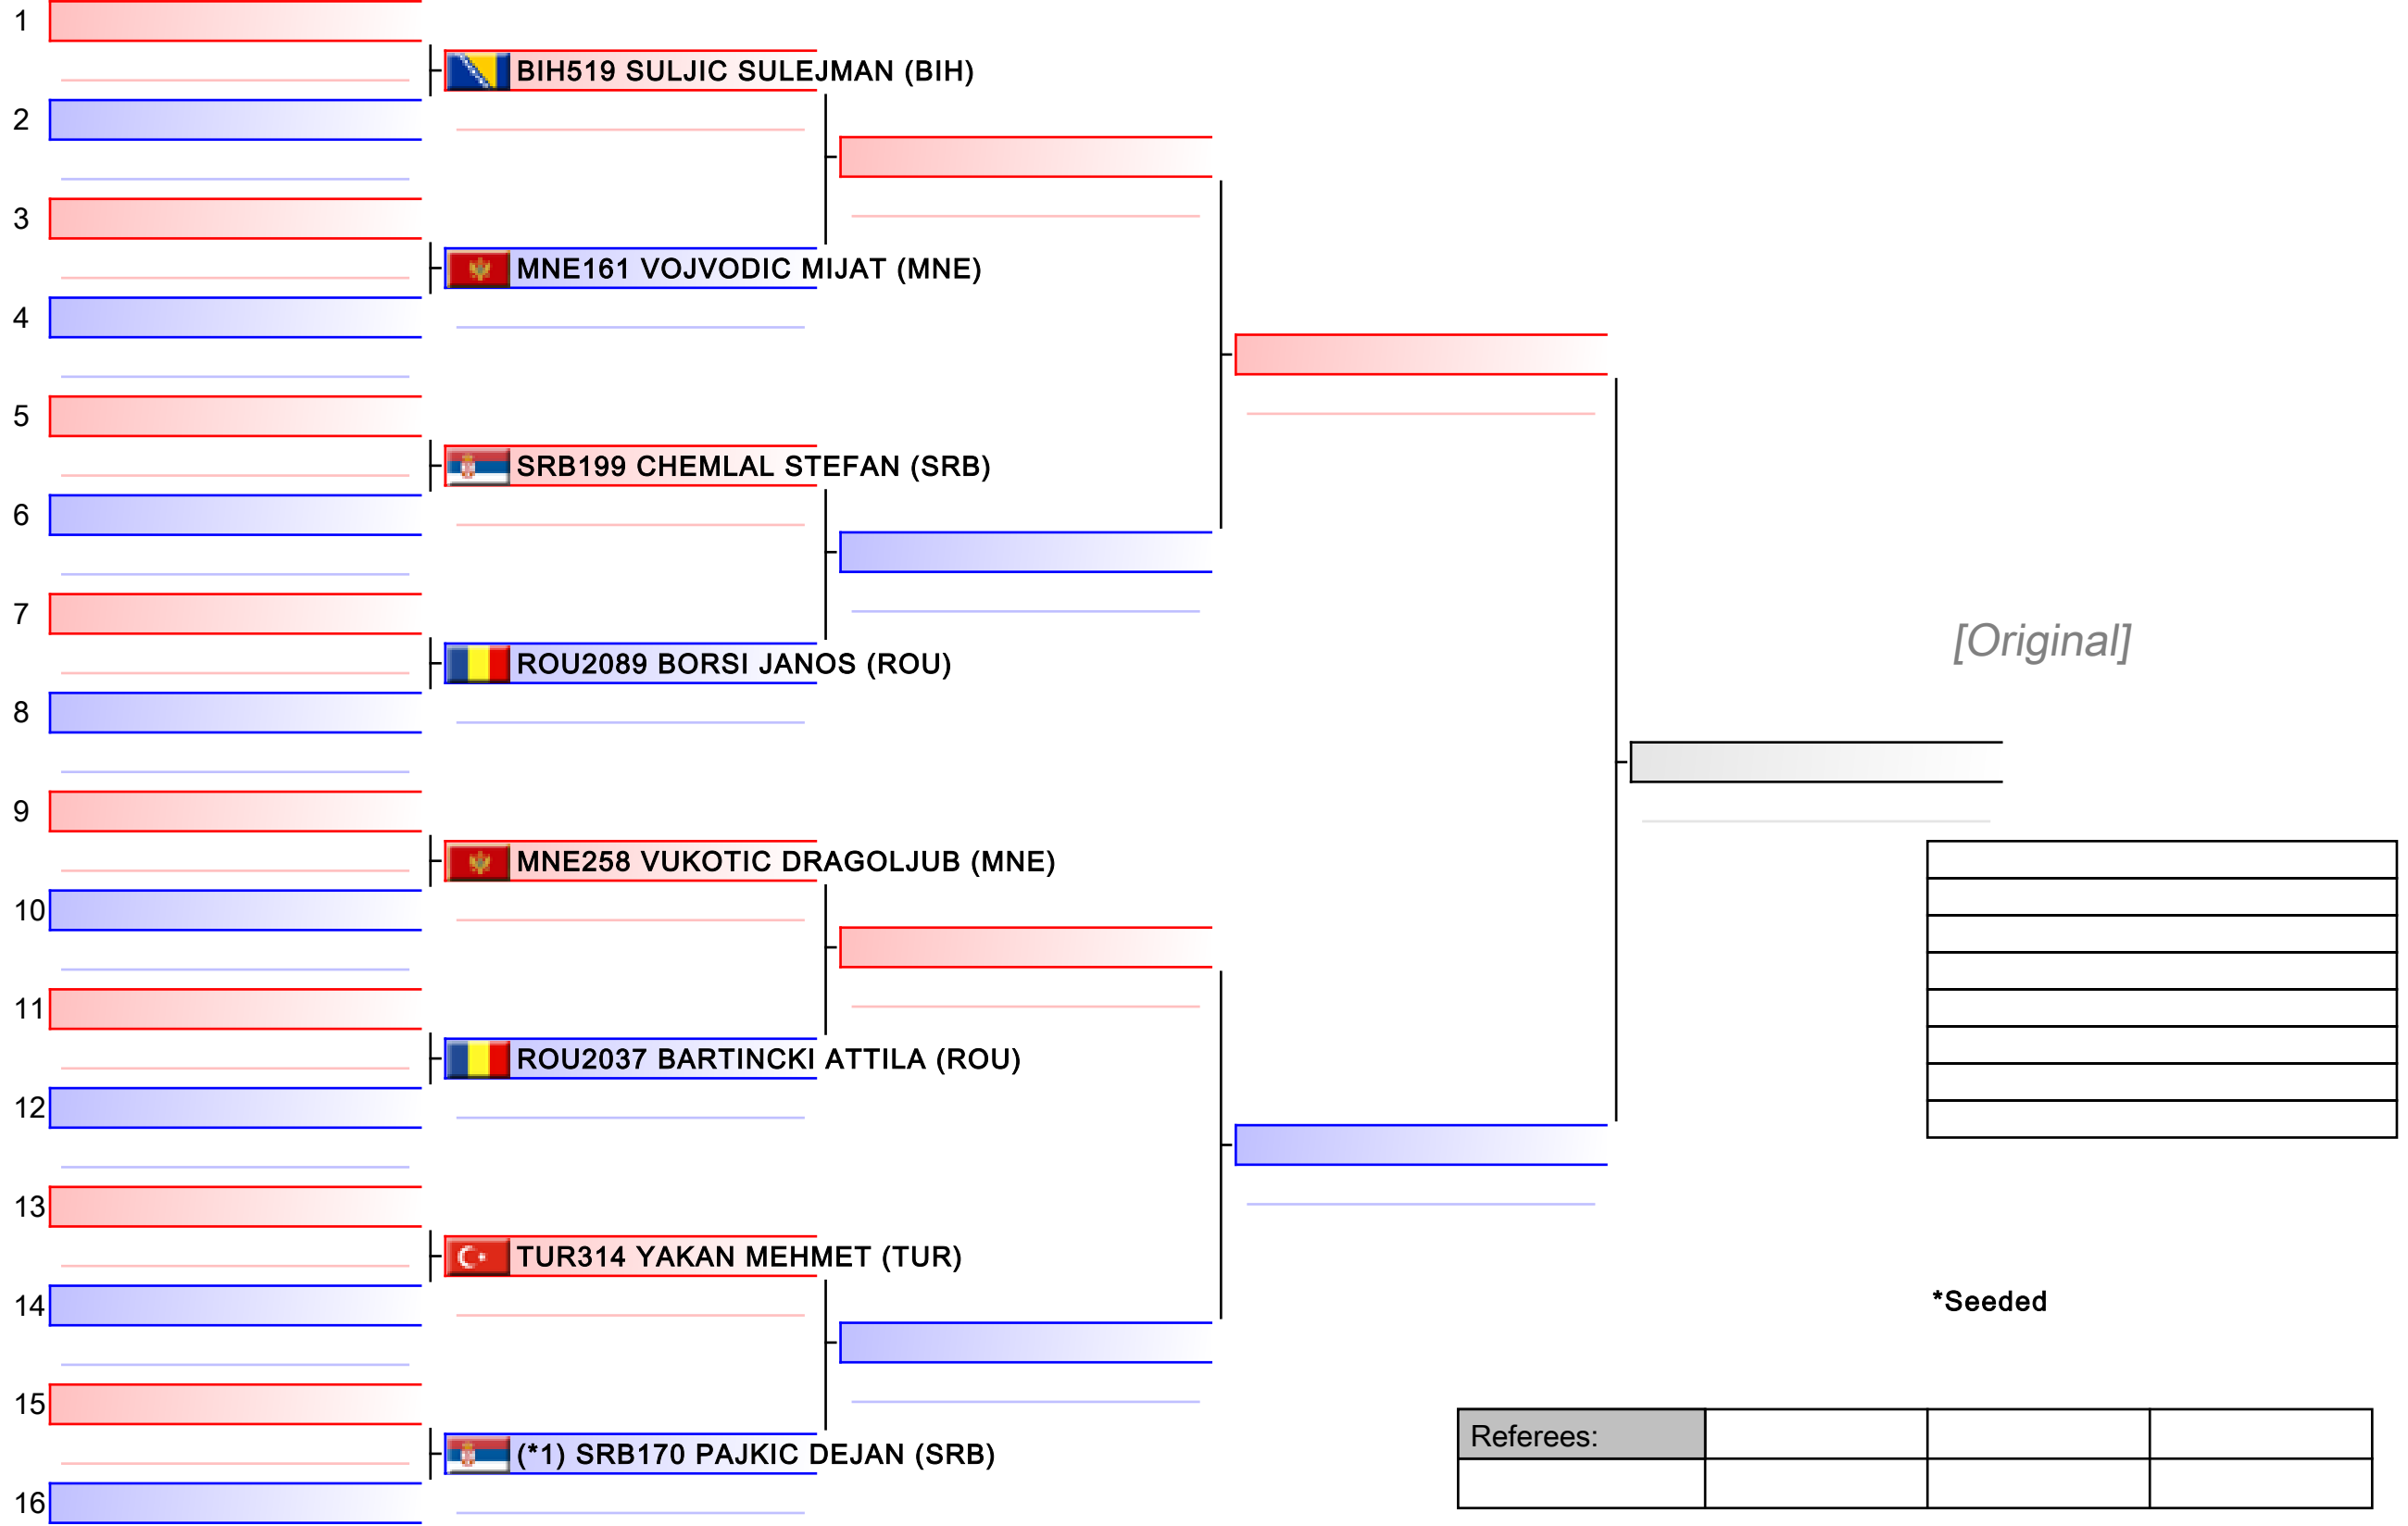 1
BIH519 SULJIC SULEJMAN (BIH)
2
3
MNE161 VOJVODIC MIJAT (MNE)
4
5
SRB199 CHEMLAL STEFAN (SRB)
6
7
[Original]
ROU2089 BORSI JANOS (ROU)
8
9
MNE258 VUKOTIC DRAGOLJUB (MNE)
10
11
ROU2037 BARTINCKI ATTILA (ROU)
12
13
TUR314 YAKAN MEHMET (TUR)
14
*Seeded
15
Referees:
(*1) SRB170 PAJKIC DEJAN (SRB)
16